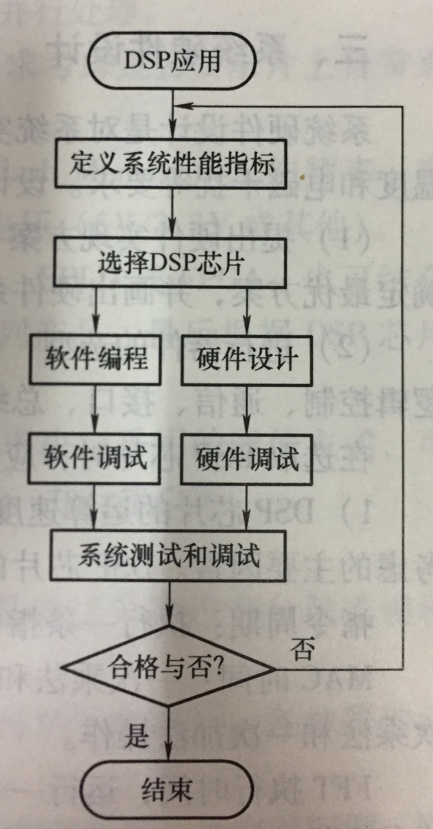 DSP应用
定义系统性能指标
选择DSP芯片
软件编程 硬件设计
软件调试 硬件调试
系统测试和调试
合格与否?
否
是
结束